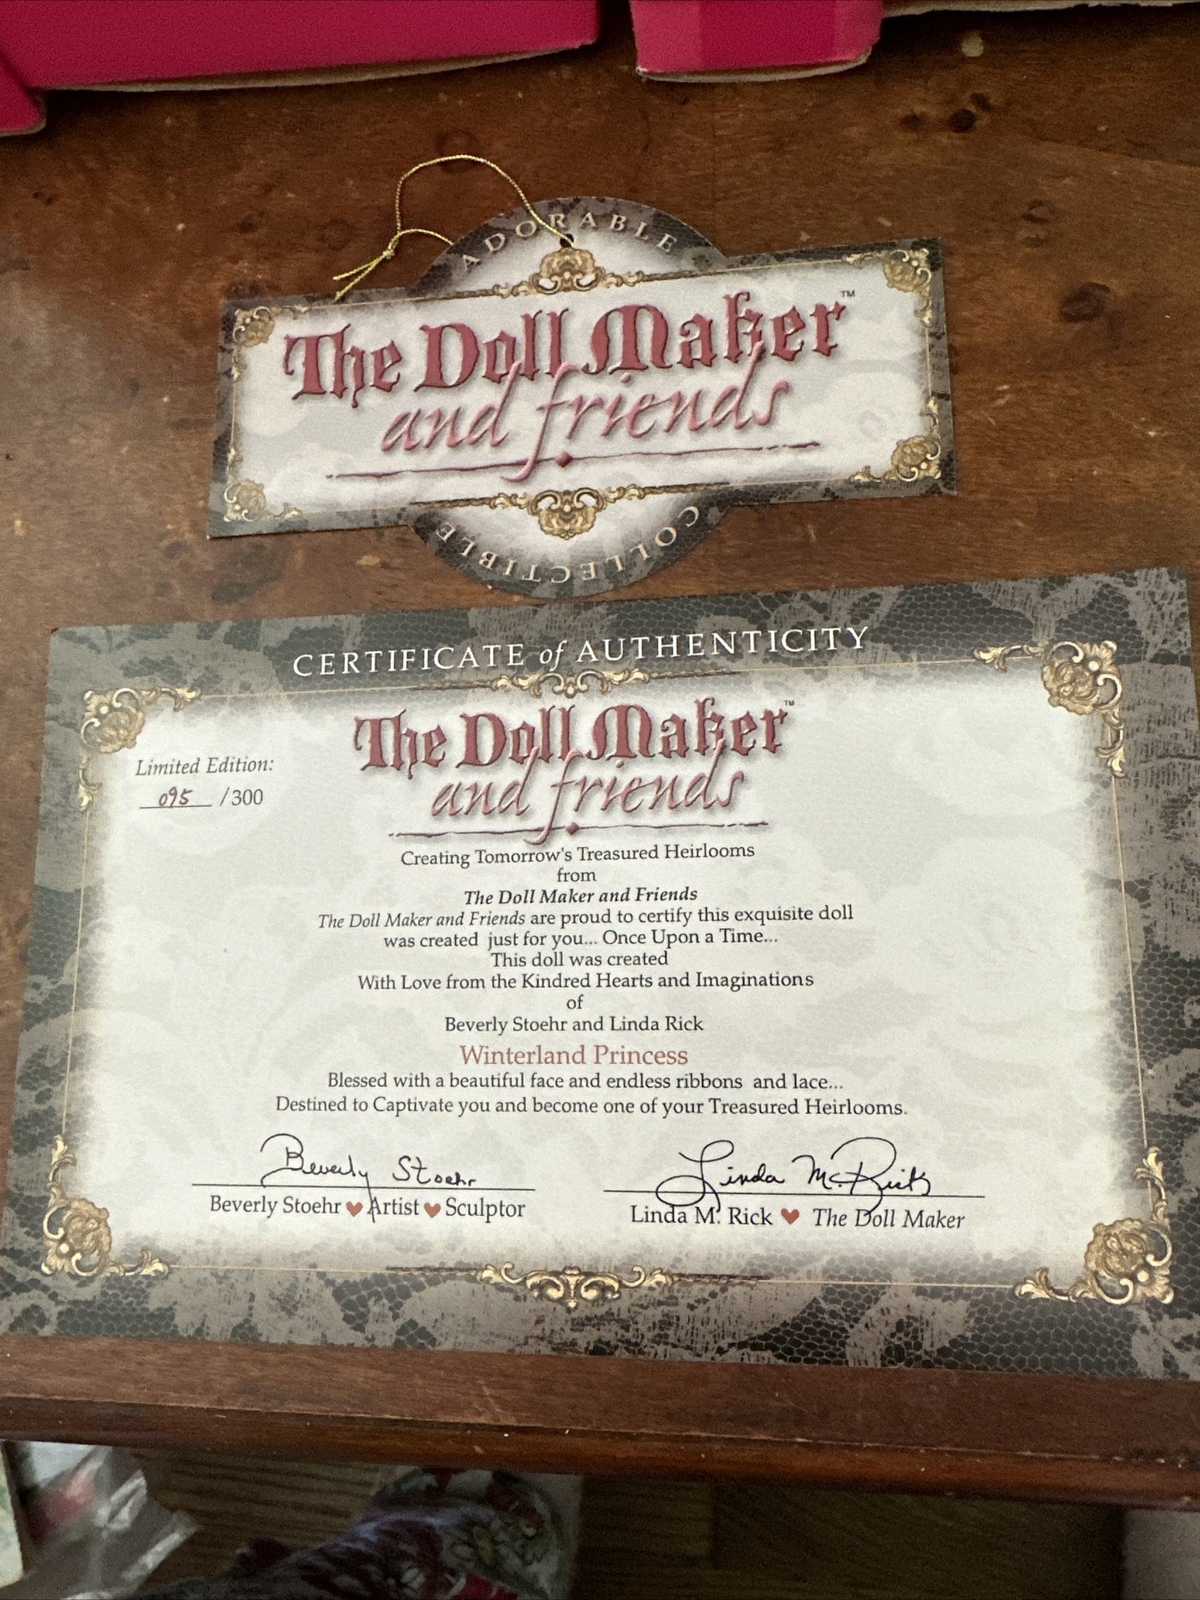 ADORABLE
The Doll Maker™
and friends
COLLECTIBLE
CERTIFICATE of AUTHENTICITY
The Doll Maker™
and friends
Limited Edition:
095 /300
Creating Tomorrow's Treasured Heirlooms
from
The Doll Maker and Friends
The Doll Maker and Friends are proud to certify this exquisite doll
was created just for you... Once Upon a Time...
This doll was created
With Love from the Kindred Hearts and Imaginations
of
Beverly Stoehr and Linda Rick
Winterland Princess
Blessed with a beautiful face and endless ribbons and lace...
Destined to Captivate you and become one of your Treasured Heirlooms.
Beverly Stoehr
Beverly Stoehr ♥ Artist ♥ Sculptor
Linda M. Rick
Linda M. Rick ♥ The Doll Maker